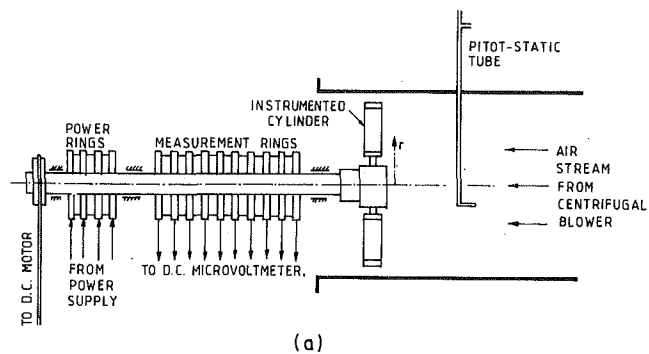 PITOT-STATIC
TUBE
INSTRUMENTED
CYLINDER
POWER
RINGS
MEASUREMENT RINGS
r
AIR
STREAM
FROM
CENTRIFUGAL
BLOWER
TO D.C. MOTOR
FROM
POWER
SUPPLY
TO D.C. MICROVOLTMETER,
(a)